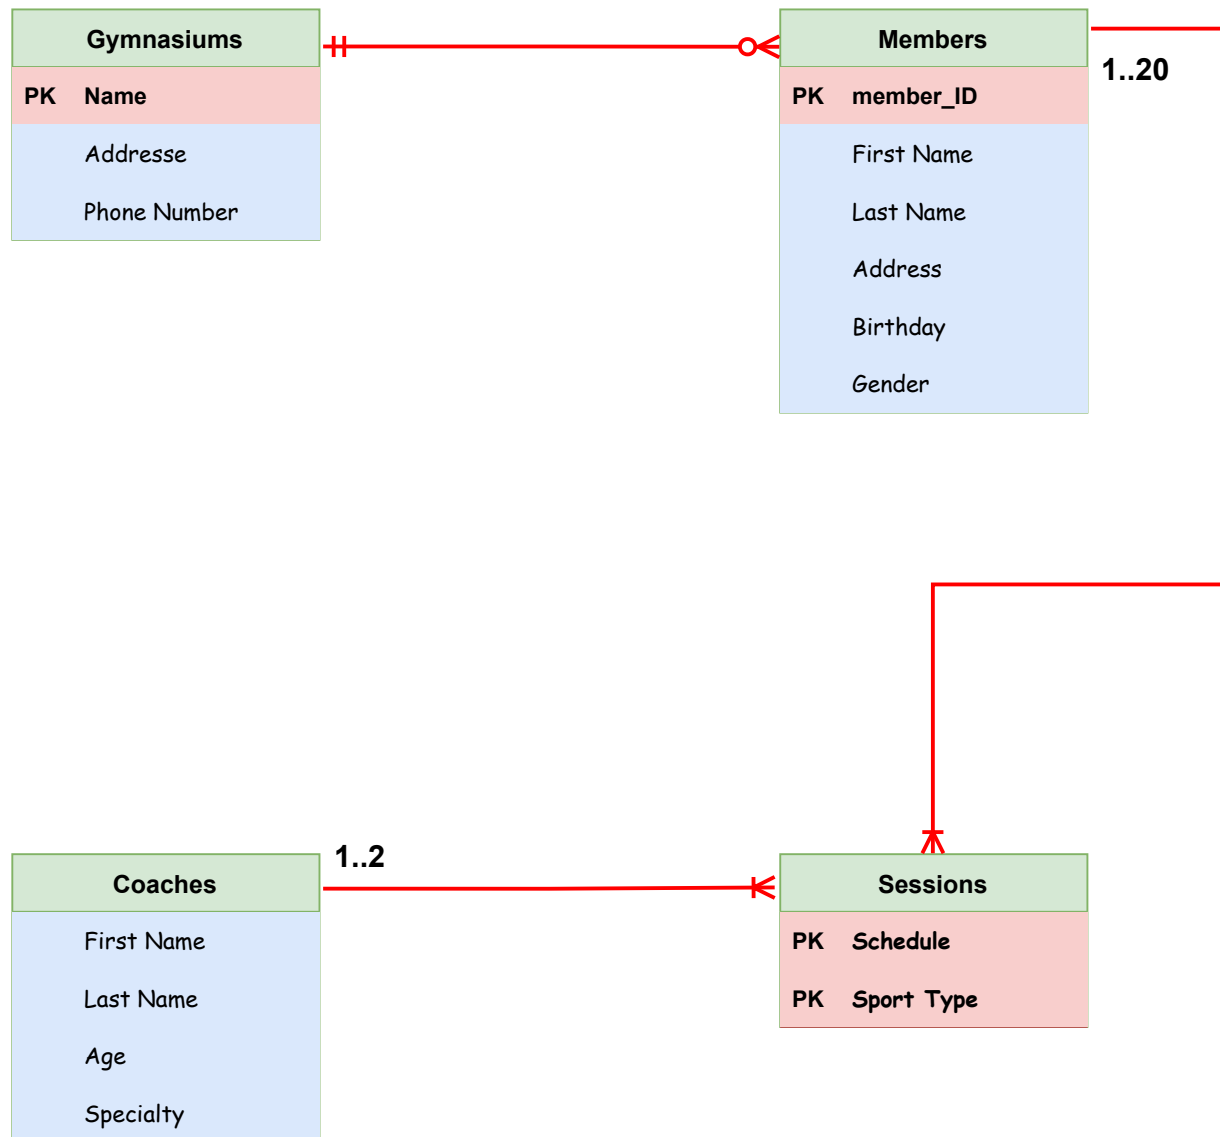 Gymnasiums
PK Name
Addresse
Phone Number
Members
1..20
PK member_ID
First Name
Last Name
Address
Birthday
Gender
Coaches
1..2
First Name
Last Name
Age
Specialty
Sessions
PK Schedule
PK Sport Type